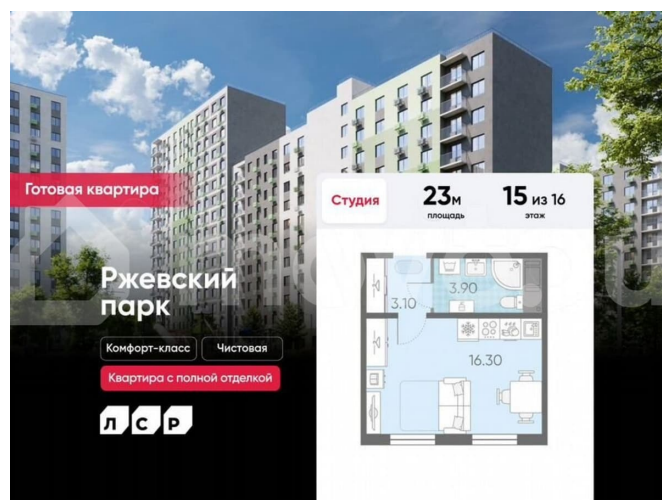 Готовая квартира
Ржевский
парк
Комфорт-класс
Чистовая
Квартира с полной отделкой
ЛСР
Студия
23м
площадь
15 из 16
этаж
3.10
3.90
16.30